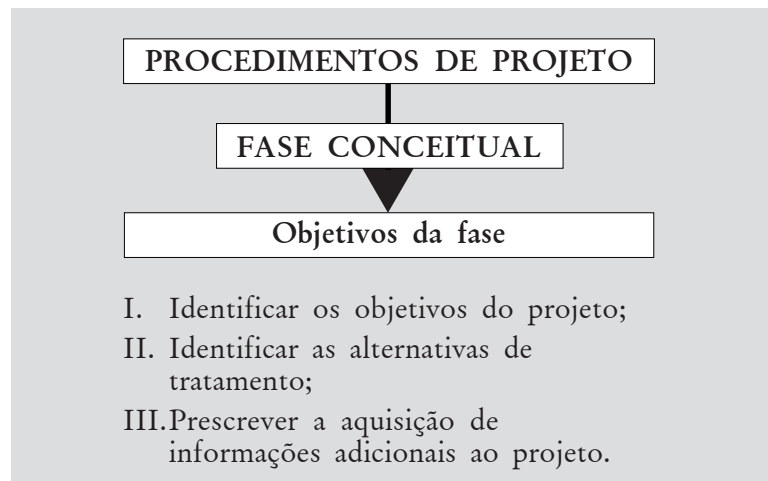 PROCEDIMENTOS DE PROJETO
FASE CONCEITUAL
Objetivos da fase
I. Identificar os objetivos do projeto;
II. Identificar as alternativas de
tratamento;
III.Prescrever a aquisição de
informações adicionais ao projeto.